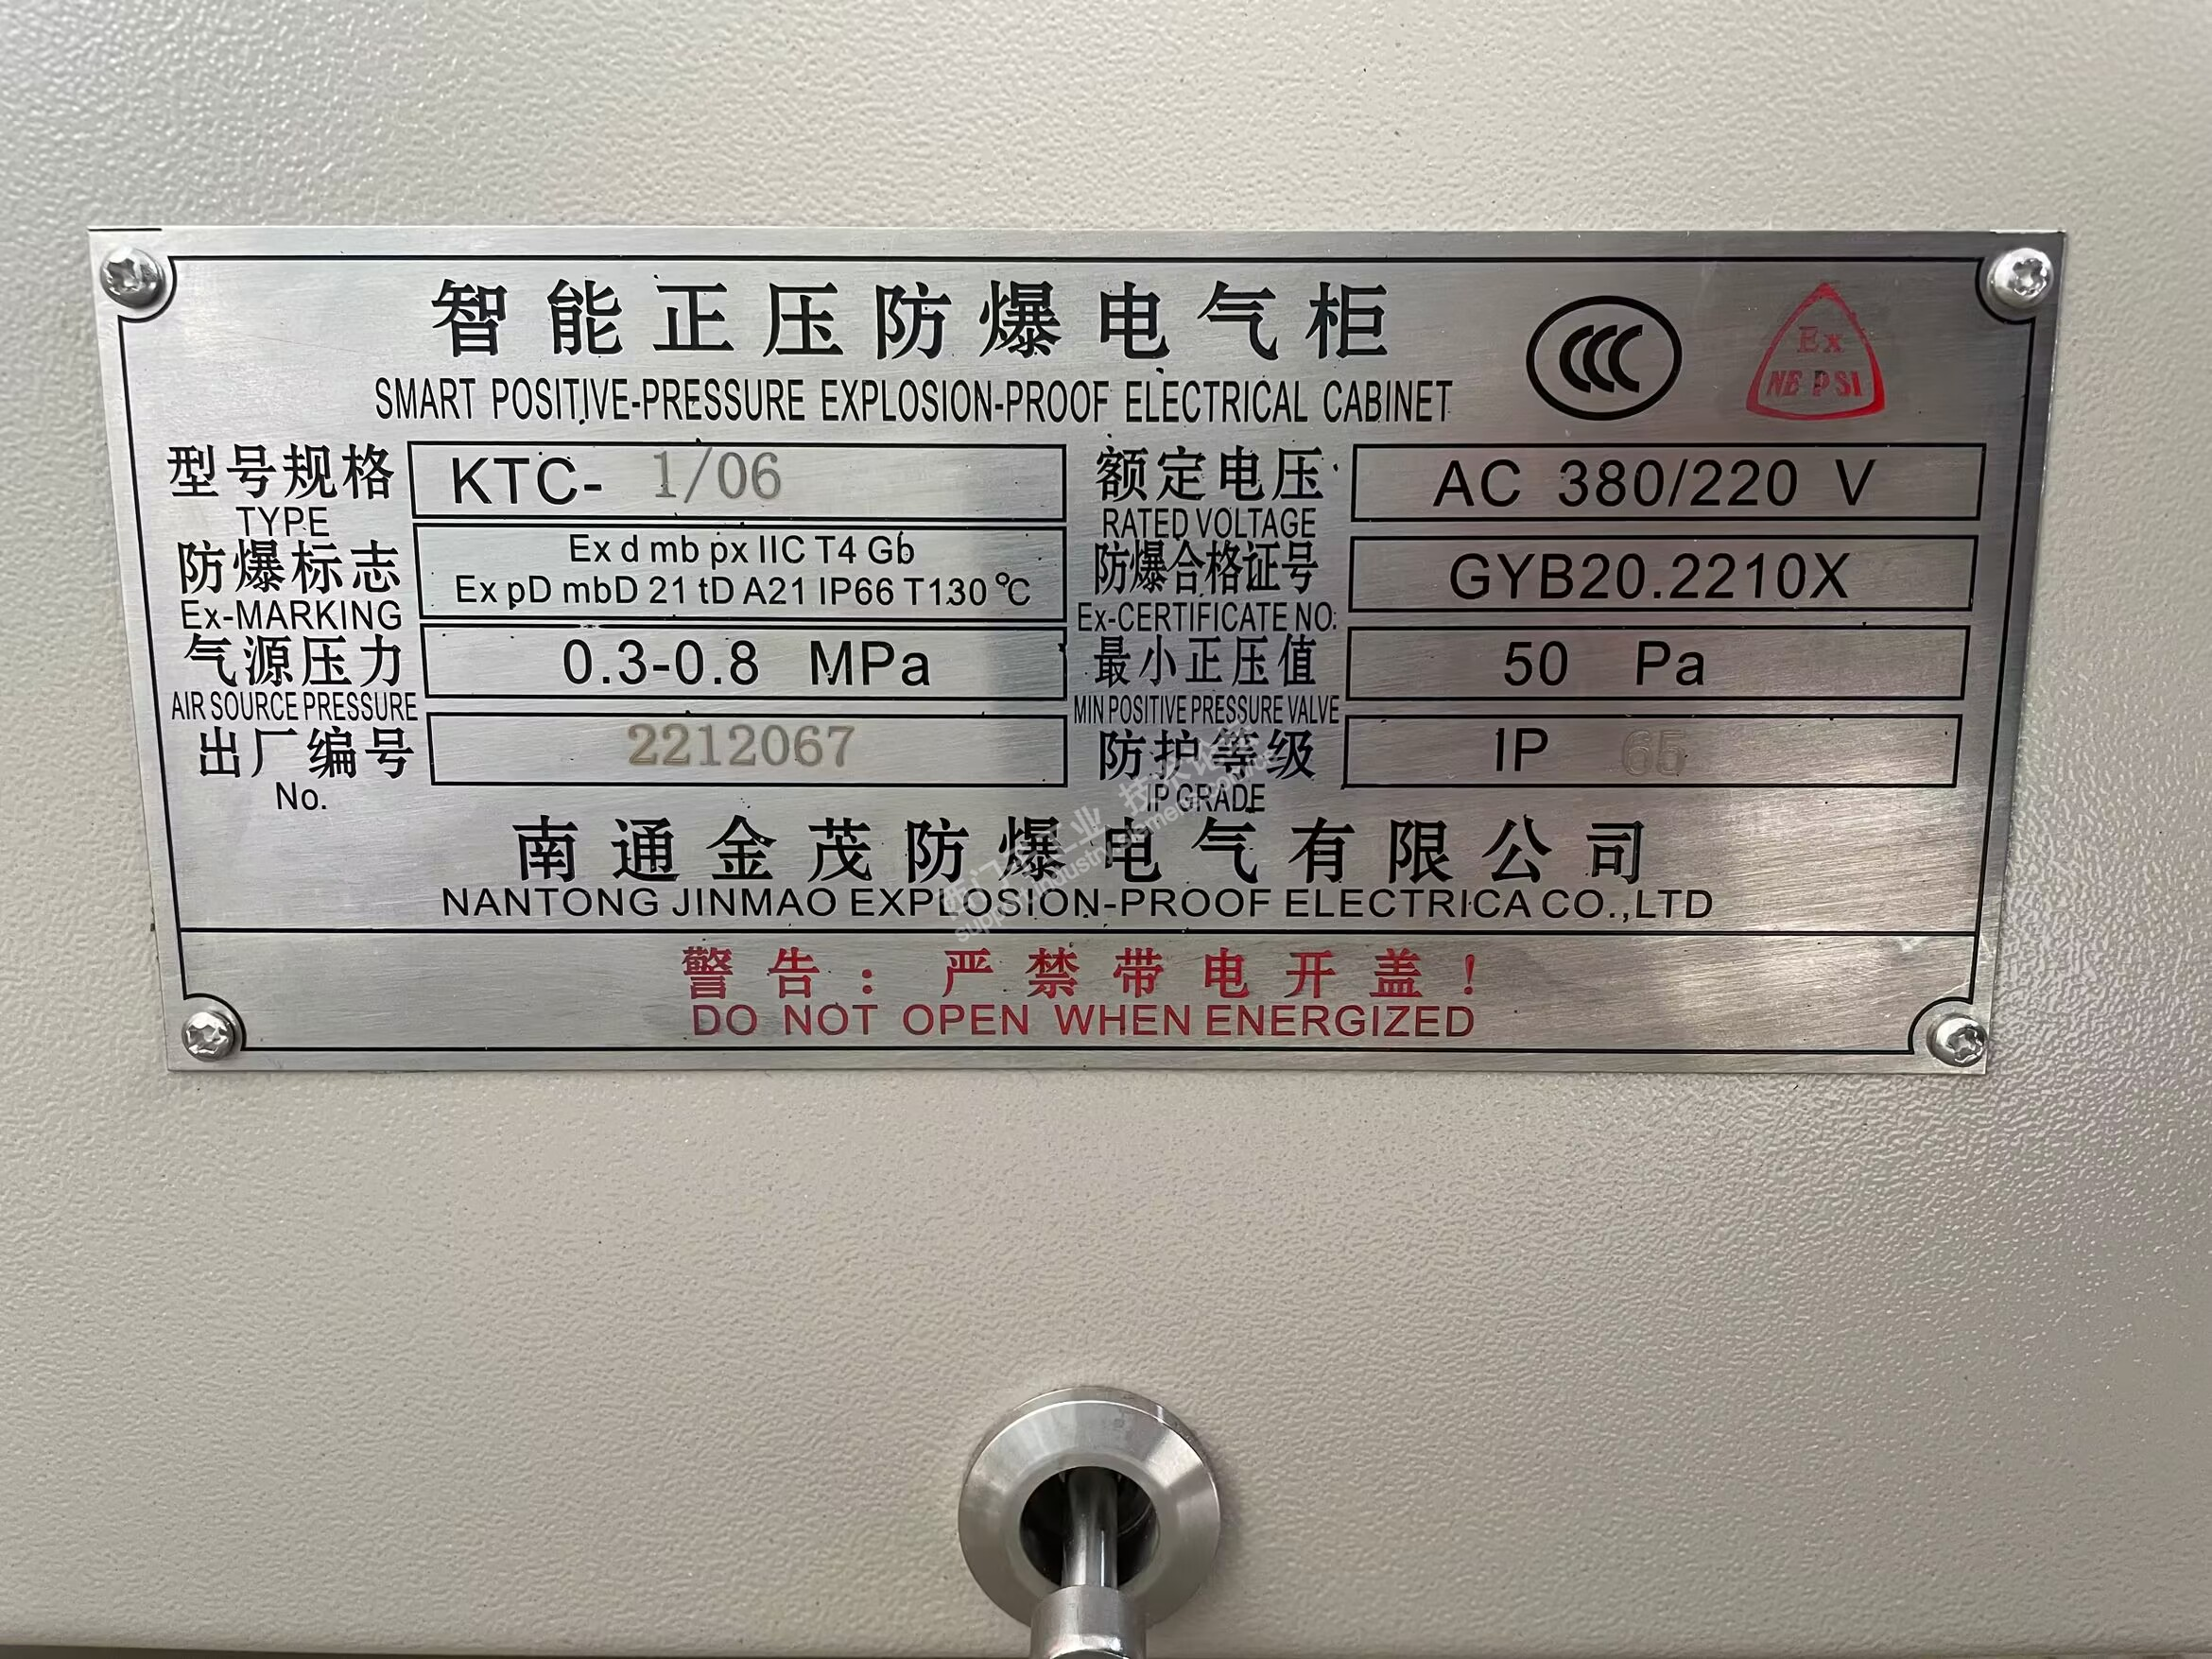 智能正压防爆电气柜
SMART POSITIVE-PRESSURE EXPLOSION-PROOF ELECTRICAL CABINET
CCC
Ex
NEPSI
型号规格 KTC- 1/06 额定电压 AC 380/220 V
TYPE RATED VOLTAGE
防爆标志 Ex d mb px IIC T4 Gb
Ex pD mbD 21 tD A21 IP66 T130℃
防爆合格证号 GYB20.2210X
Ex-MARKING Ex-CERTIFICATE NO.
气源压力 0.3-0.8 MPa 最小正压值 50 Pa
AIR SOURCE PRESSURE MIN POSITIVE PRESSURE VALVE
出厂编号 2212067 防护等级 IP 65
No. IP GRADE
南通金茂防爆电气有限公司
NANTONG JINMAO EXPLOSION-PROOF ELECTRICA CO.,LTD
警告：严禁带电开盖！
DO NOT OPEN WHEN ENERGIZED